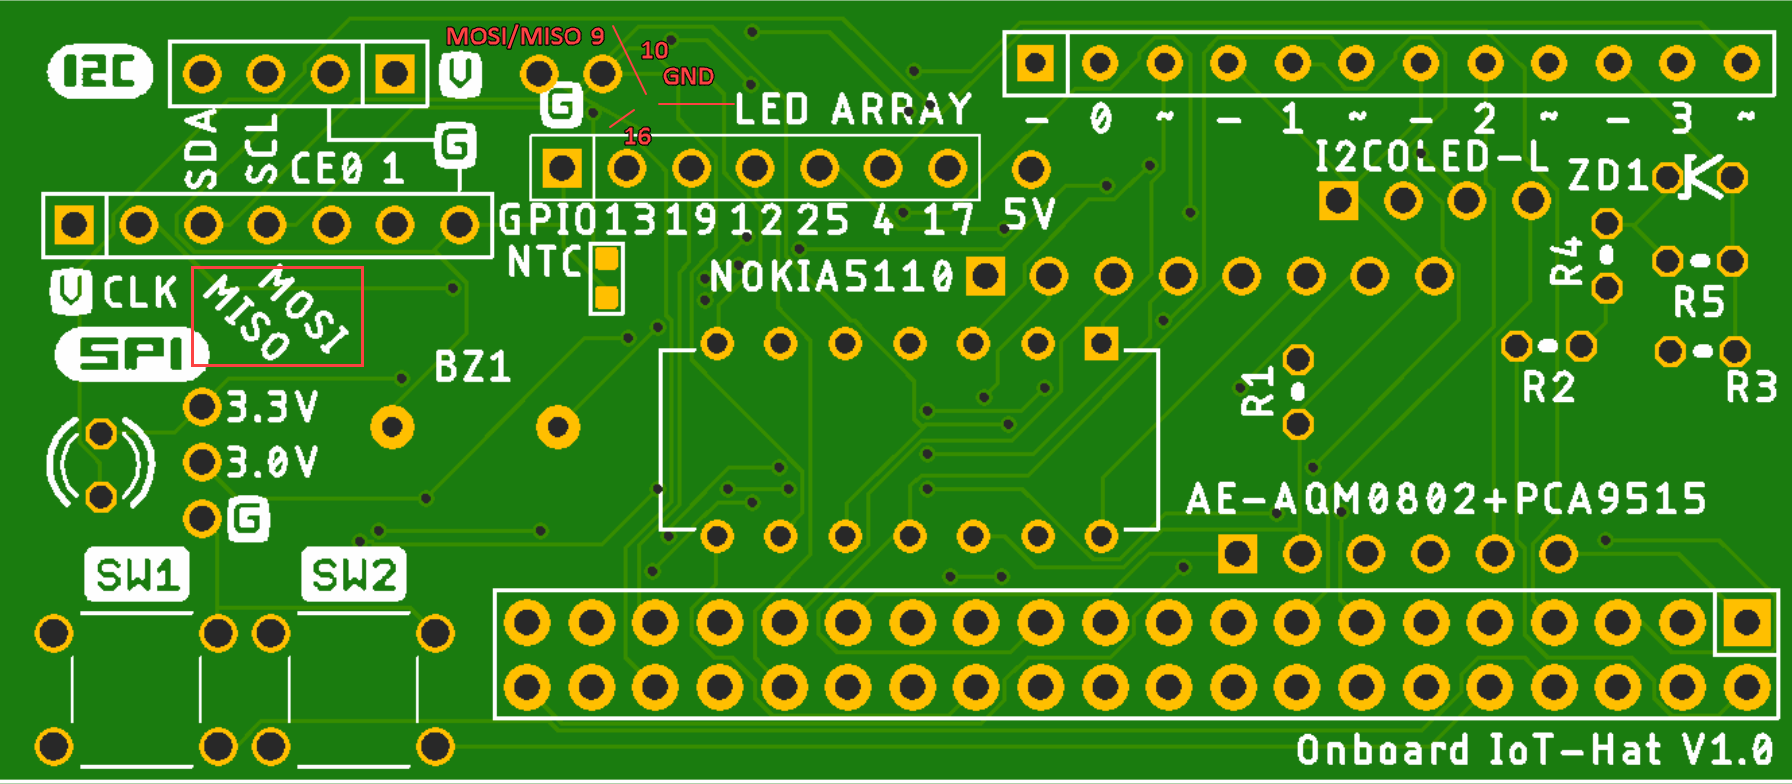 MOSI/MISO 9
10
GND
16
I2C
V
G
LED ARRAY
- 0 ~ - 1 ~ - 2 ~ - 3 ~
SDA
SCL
CE0 1
G
I2COLED-L
ZD1
GPIO 13 19 12 25 4 17 5V
NTC
NOKIA5110
R4
R5
V CLK
MISO
MOSI
SPI
BZ1
R1
R2
R3
3.3V
3.0V
G
AE-AQM0802+PCA9515
SW1
SW2
Onboard IoT-Hat V1.0